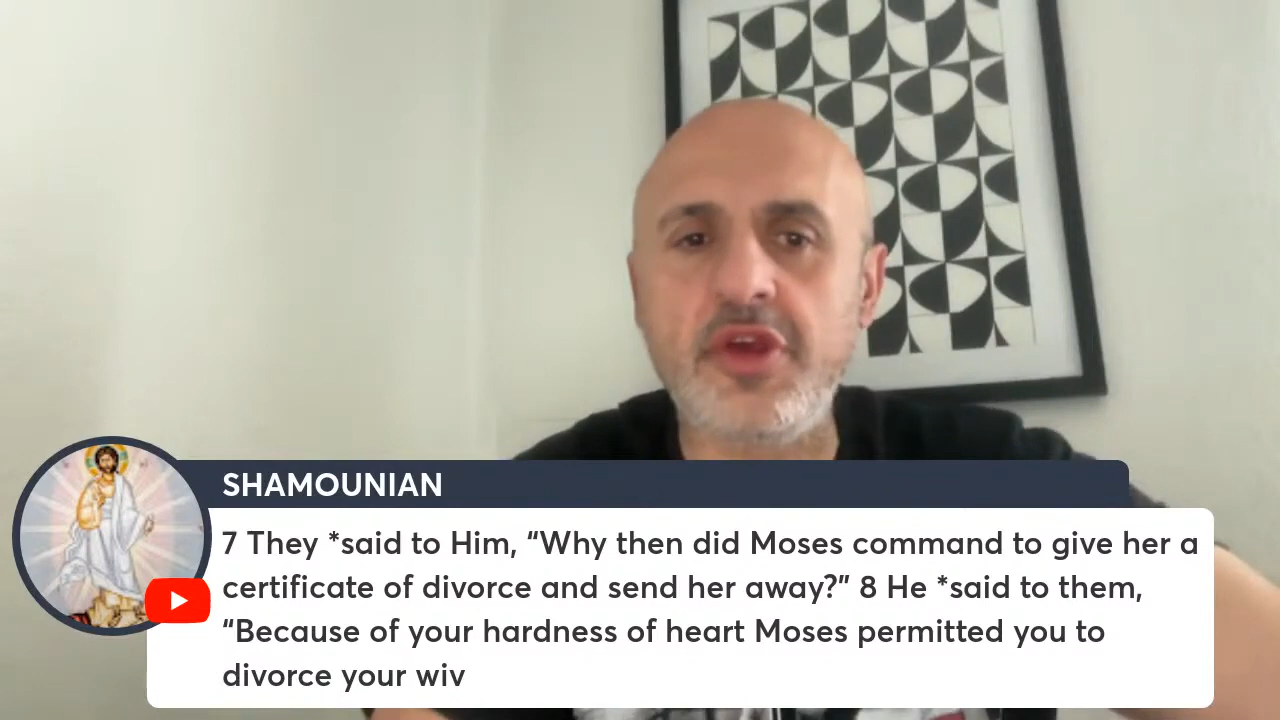 SHAMOUNIAN
7 They *said to Him, “Why then did Moses command to give her a
certificate of divorce and send her away?” 8 He *said to them,
“Because of your hardness of heart Moses permitted you to
divorce your wiv